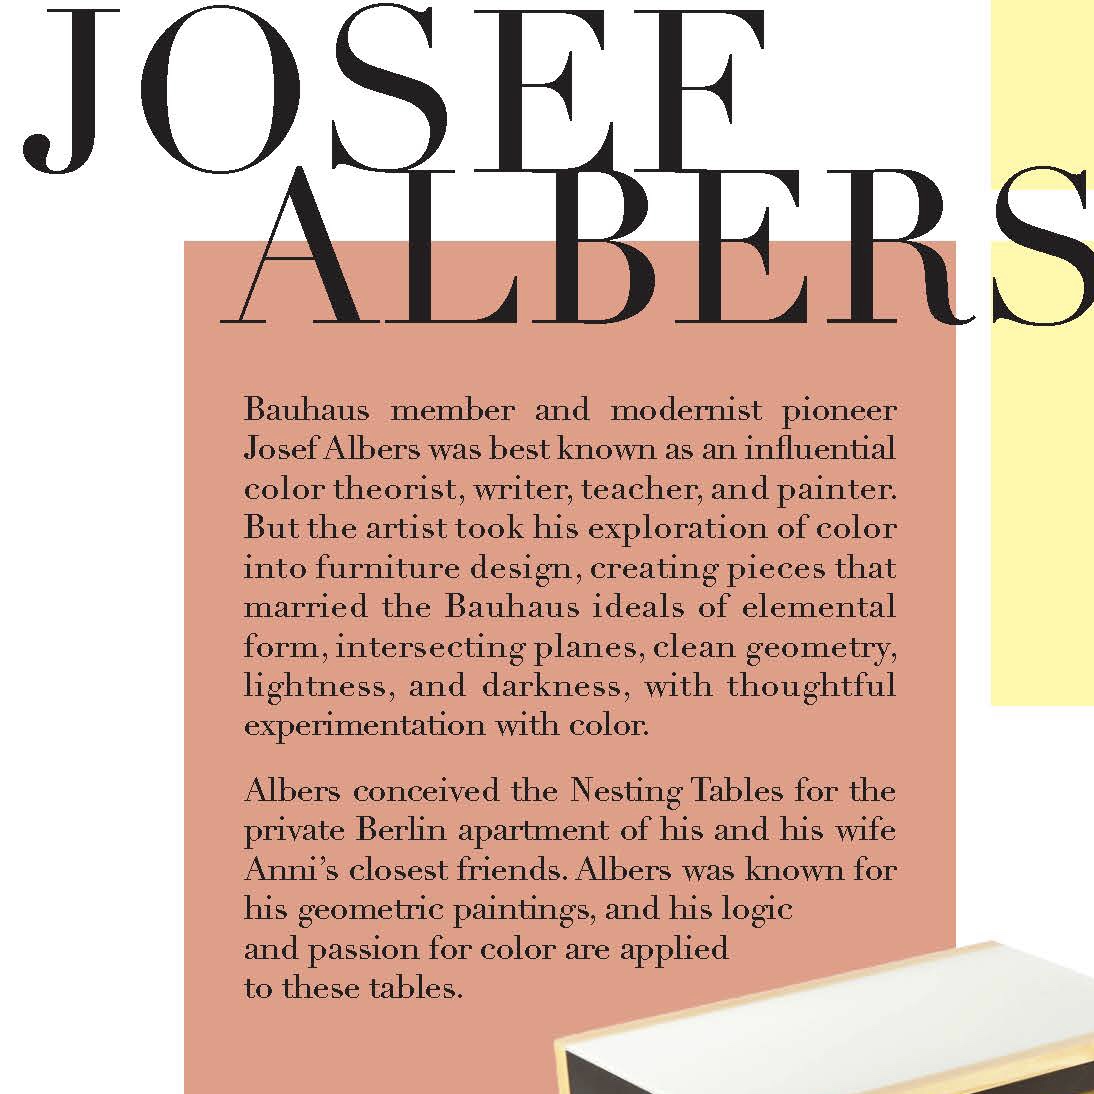 JOSEF
ALBERS
Bauhaus member and modernist pioneer
Josef Albers was best known as an influential
color theorist, writer, teacher, and painter.
But the artist took his exploration of color
into furniture design, creating pieces that
married the Bauhaus ideals of elemental
form, intersecting planes, clean geometry,
lightness, and darkness, with thoughtful
experimentation with color.
Albers conceived the Nesting Tables for the
private Berlin apartment of his and his wife
Anni’s closest friends. Albers was known for
his geometric paintings, and his logic
and passion for color are applied
to these tables.